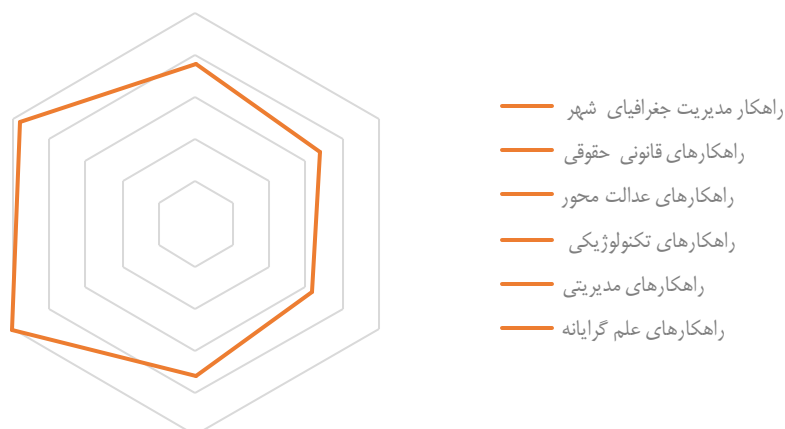 راهکار مدیریت جغرافیای شهر
راهکارهای قانونی حقوقی
راهکارهای عدالت محور
راهکارهای تکنولوژیکی
راهکارهای مدیریتی
راهکارهای علم گرایانه